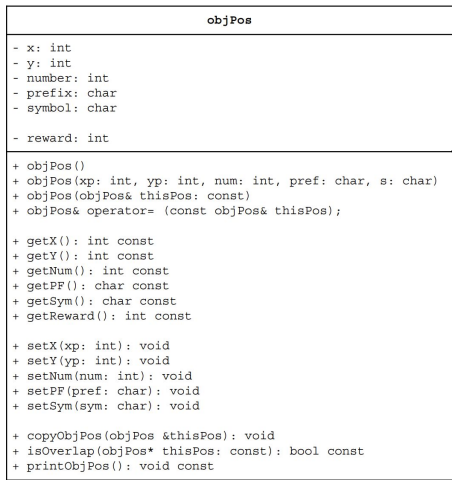 objPos
- x: int
- y: int
- number: int
- prefix: char
- symbol: char
- reward: int
+ objPos()
+ objPos(xp: int, yp: int, num: int, pref: char, s: char)
+ objPos(objPos& thisPos: const)
+ objPos& operator= (const objPos& thisPos);
+ getX(): int const
+ getY(): int const
+ getNum(): int const
+ getPF(): char const
+ getSym(): char const
+ getReward(): int const
+ setX(xp: int): void
+ setY(yp: int): void
+ setNum(num: int): void
+ setPF(pref: char): void
+ setSym(sym: char): void
+ copyObjPos(objPos &thisPos): void
+ isOverlap(objPos* thisPos: const): bool const
+ printObjPos(): void const